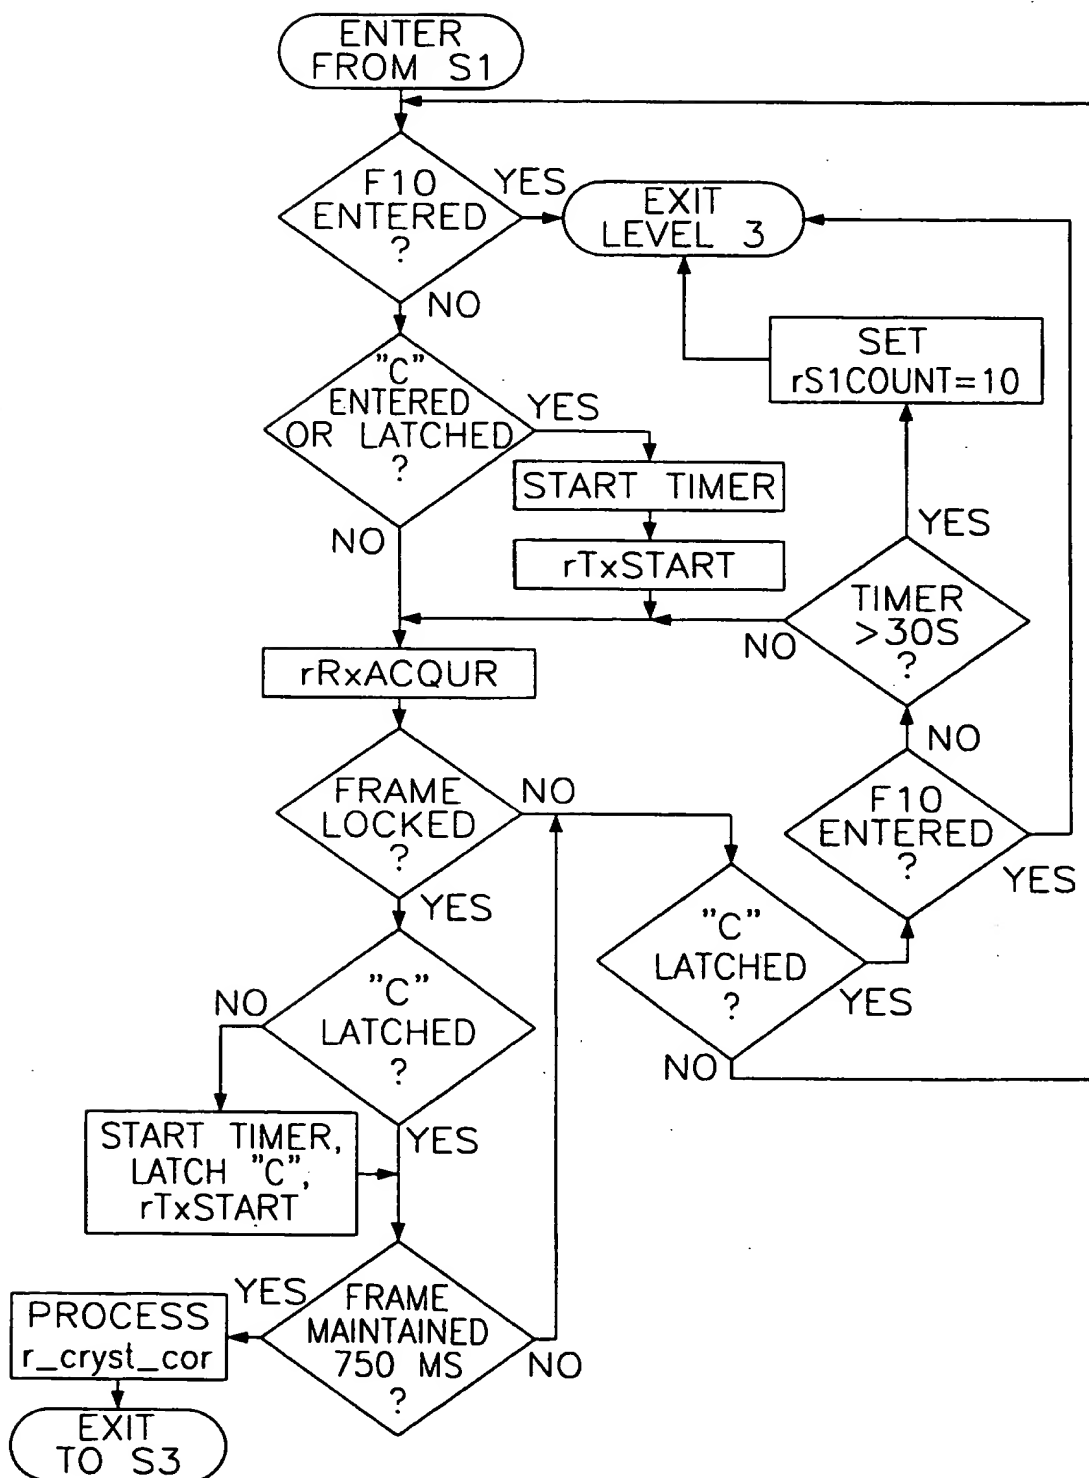 ENTER
FROM S1
F10
ENTERED
?
YES
EXIT
LEVEL 3
NO
SET
rS1COUNT=10
"C"
ENTERED
OR LATCHED
?
YES
START TIMER
NO
rTxSTART
YES
TIMER
>30S
?
NO
rRxACQUR
NO
FRAME
LOCKED
?
NO
F10
ENTERED
?
YES
YES
"C"
LATCHED
?
YES
NO
NO
"C"
LATCHED
?
YES
START TIMER,
LATCH "C",
rTxSTART
YES
FRAME
MAINTAINED
750 MS
?
NO
PROCESS
r_cryst_cor
EXIT
TO S3